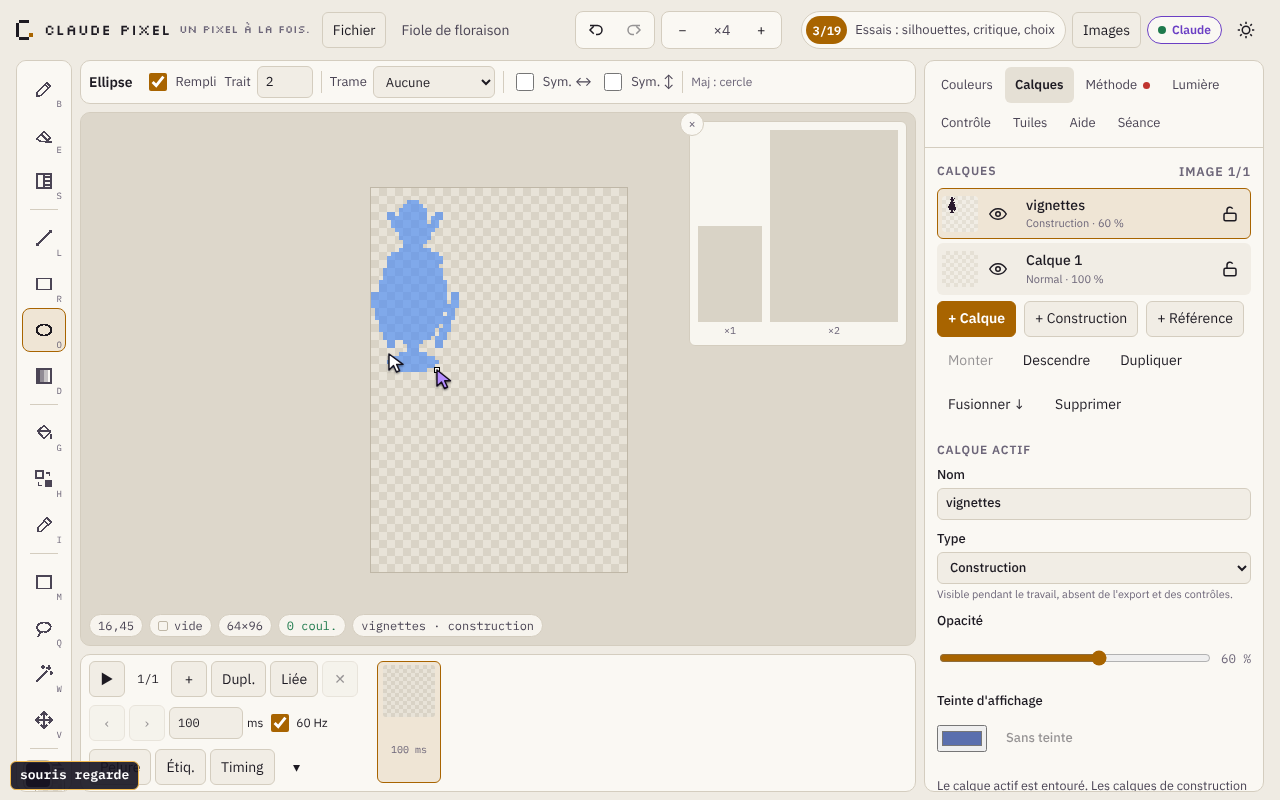 CLAUDE PIXEL
UN PIXEL À LA FOIS.
Fichier
Fiole de floraison
−
×4
+
3/19
Essais : silhouettes, critique, choix
Images
Claude
B
E
S
L
R
O
D
G
H
I
M
Q
W
V
Ellipse
Rempli
Trait
2
Trame
Aucune
Sym. ↔
Sym. ↕
Maj : cercle
×
×1
×2
16,45
vide
64×96
0 coul.
vignettes · construction
1/1
+
Dupl.
Liée
×
‹
›
100
ms
60 Hz
Étiq.
Timing
▼
100 ms
souris regarde
Couleurs
Calques
Méthode
Lumière
Contrôle
Tuiles
Aide
Séance
CALQUES
IMAGE 1/1
vignettes
Construction · 60 %
Calque 1
Normal · 100 %
+ Calque
+ Construction
+ Référence
Monter
Descendre
Dupliquer
Fusionner ↓
Supprimer
CALQUE ACTIF
Nom
vignettes
Type
Construction
Visible pendant le travail, absent de l'export et des contrôles.
Opacité
60 %
Teinte d'affichage
Sans teinte
Le calque actif est entouré. Les calques de construction